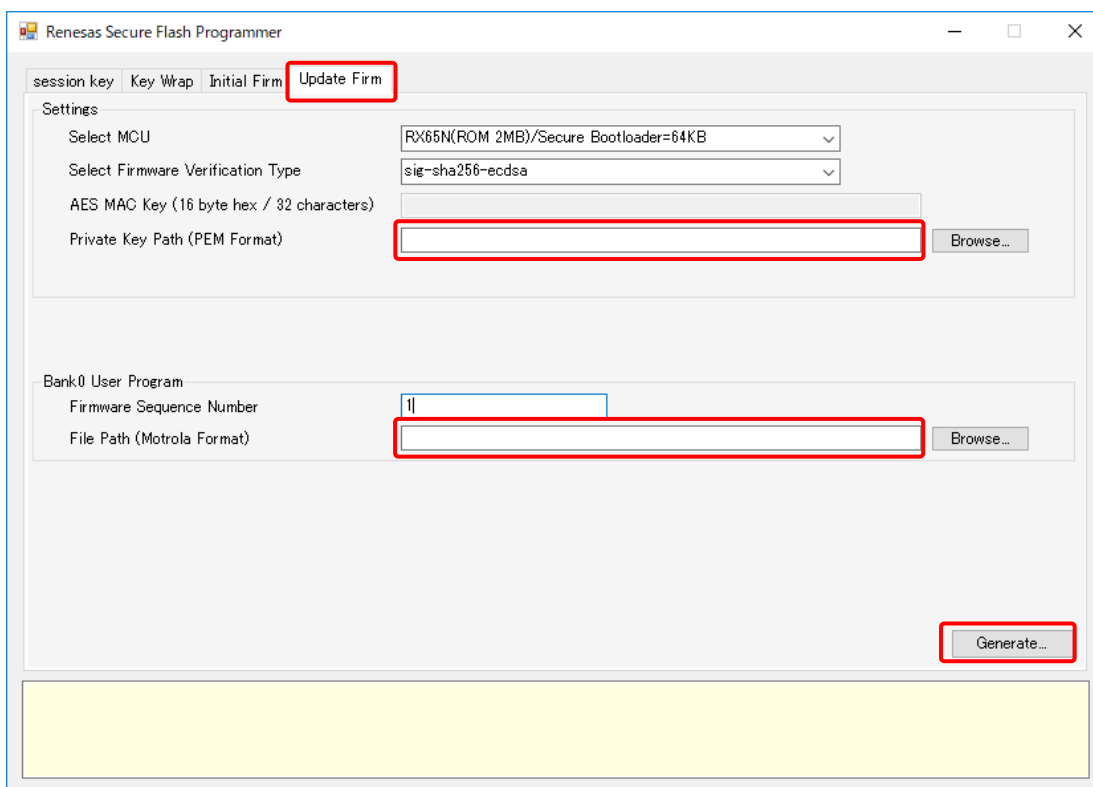 Renesas Secure Flash Programmer
session key Key Wrap Initial Firm Update Firm
Settings
Select MCU RX65N(ROM 2MB)/Secure Bootloader=64KB
Select Firmware Verification Type sig-sha256-ecdsa
AES MAC Key (16 byte hex / 32 characters)
Private Key Path (PEM Format) Browse...
Bank0 User Program
Firmware Sequence Number 1
File Path (Motrola Format) Browse...
Generate...